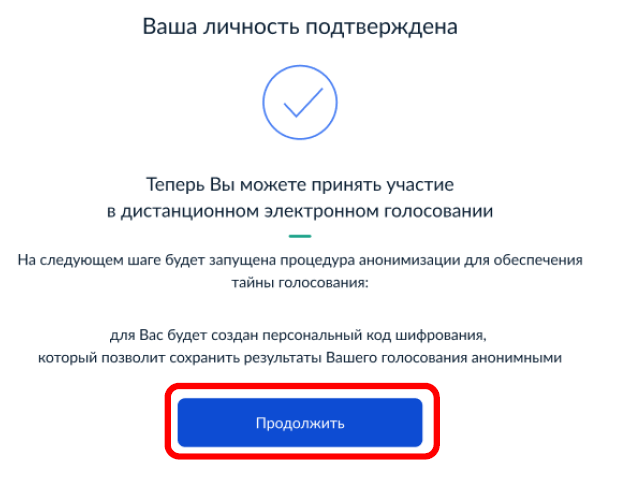 Ваша личность подтверждена
Теперь Вы можете принять участие
в дистанционном электронном голосовании
На следующем шаге будет запущена процедура анонимизации для обеспечения
тайны голосования:
для Вас будет создан персональный код шифрования,
который позволит сохранить результаты Вашего голосования анонимными
Продолжить